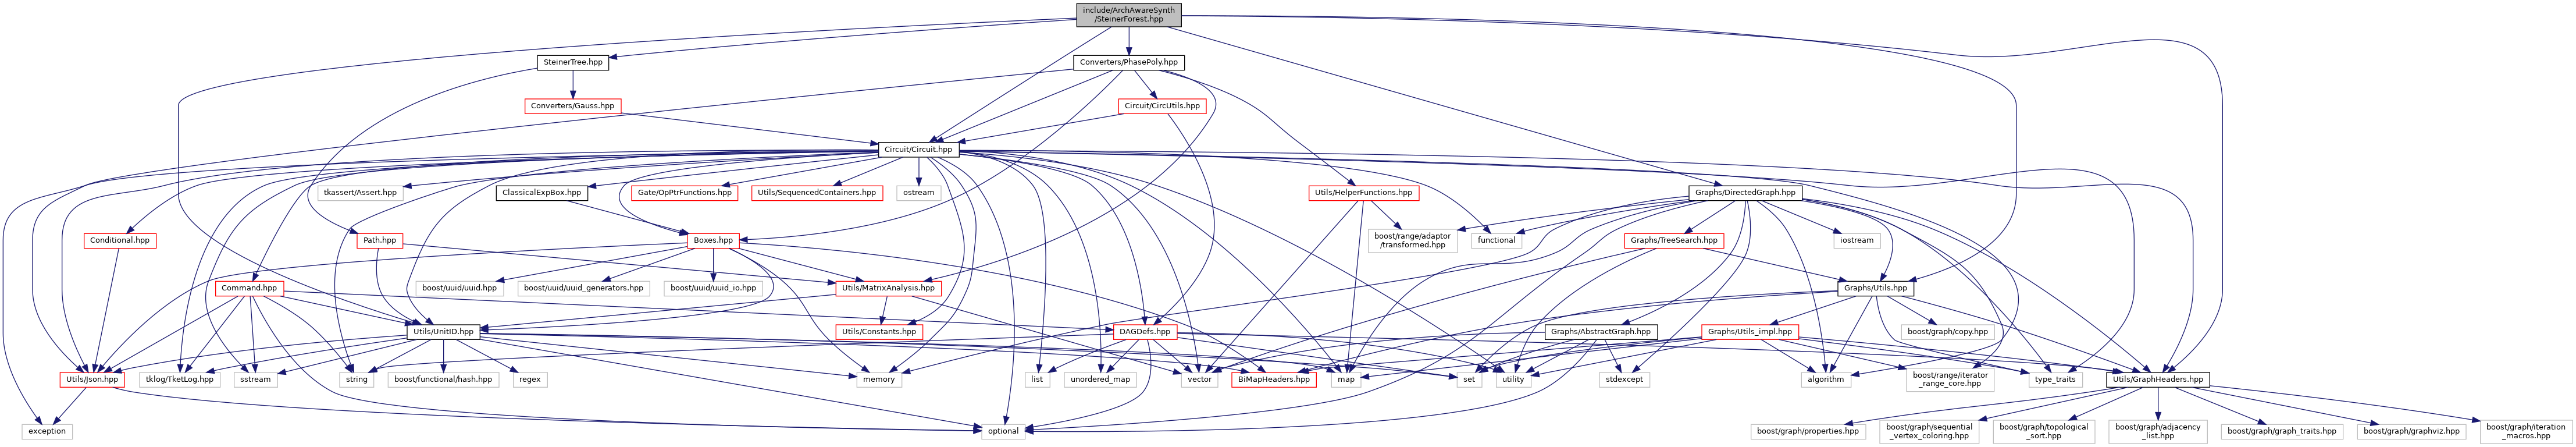 include/ArchAwareSynth
/SteinerForest.hpp
SteinerTree.hpp
Converters/PhasePoly.hpp
Converters/Gauss.hpp
Circuit/CircUtils.hpp
Circuit/Circuit.hpp
tkassert/Assert.hpp
ClassicalExpBox.hpp
Gate/OpPtrFunctions.hpp
Utils/SequencedContainers.hpp
ostream
Utils/HelperFunctions.hpp
Graphs/DirectedGraph.hpp
Conditional.hpp
Path.hpp
Boxes.hpp
boost/range/adaptor
/transformed.hpp
functional
Graphs/TreeSearch.hpp
iostream
Command.hpp
boost/uuid/uuid.hpp
boost/uuid/uuid_generators.hpp
boost/uuid/uuid_io.hpp
Utils/MatrixAnalysis.hpp
Graphs/Utils.hpp
Utils/UnitID.hpp
Utils/Constants.hpp
DAGDefs.hpp
Graphs/AbstractGraph.hpp
Graphs/Utils_impl.hpp
boost/graph/copy.hpp
Utils/Json.hpp
tklog/TketLog.hpp
sstream
string
boost/functional/hash.hpp
regex
memory
list
unordered_map
vector
BiMapHeaders.hpp
map
set
utility
stdexcept
algorithm
boost/range/iterator
_range_core.hpp
type_traits
Utils/GraphHeaders.hpp
exception
optional
boost/graph/properties.hpp
boost/graph/sequential
_vertex_coloring.hpp
boost/graph/topological
_sort.hpp
boost/graph/adjacency
_list.hpp
boost/graph/graph_traits.hpp
boost/graph/graphviz.hpp
boost/graph/iteration
_macros.hpp